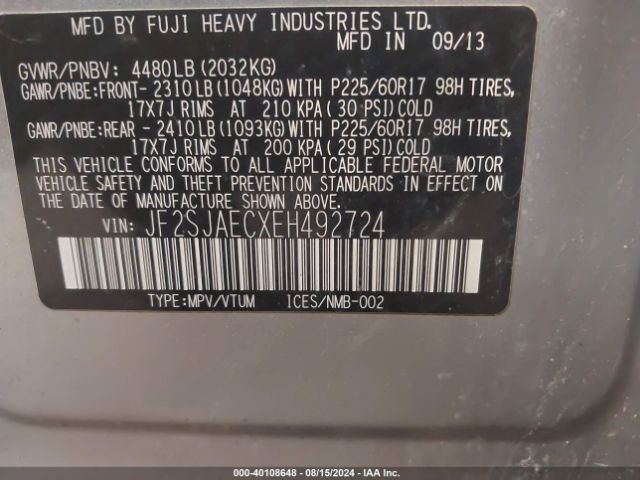 MFD BY FUJI HEAVY INDUSTRIES LTD.
MFD IN 09/13
GVWR/PNBV: 4480LB(2032KG)
GAWR/PNBE:FRONT- 2310LB(1048KG)WITH P225/60R17 98H TIRES,
17X7J RIMS AT 210 KPA( 30 PSI)COLD
GAWR/PNBE:REAR - 2410LB(1093KG)WITH P225/60R17 98H TIRES,
17X7J RIMS AT 200 KPA( 29 PSI)COLD
THIS VEHICLE CONFORMS TO ALL APPLICABLE FEDERAL MOTOR
VEHICLE SAFETY AND THEFT PREVENTION STANDARDS IN EFFECT ON
THE DATE OF MANUFACTURE SHOWN ABOVE.
VIN: JF2SJAECXEH492724
TYPE:MPV/VTUM ICES/NMB-002
000-40108648 - 08/15/2024 - IAA Inc.